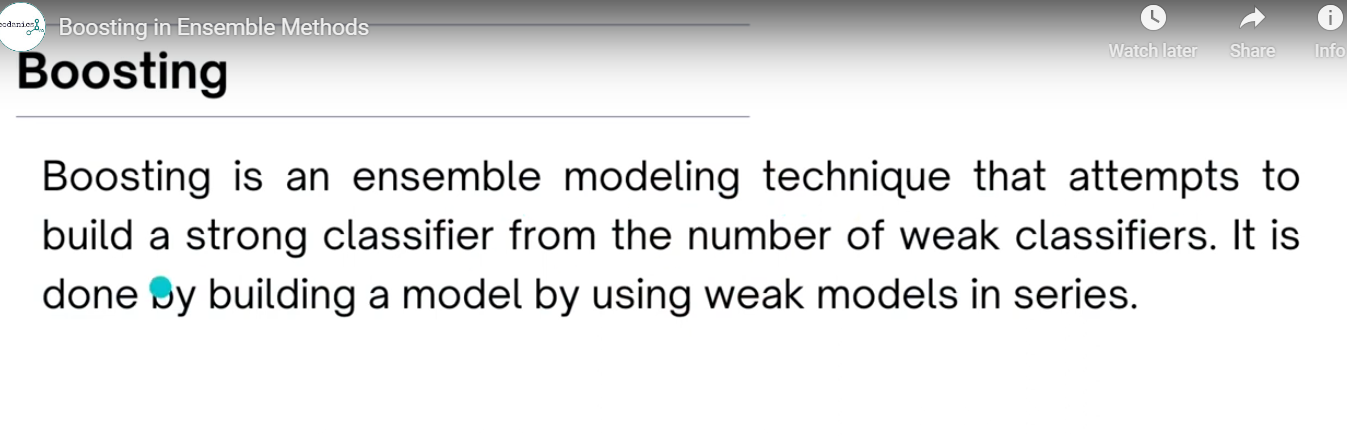 Boosting in Ensemble Methods
Watch later
Share
Info
Boosting
Boosting is an ensemble modeling technique that attempts to
build a strong classifier from the number of weak classifiers. It is
done by building a model by using weak models in series.